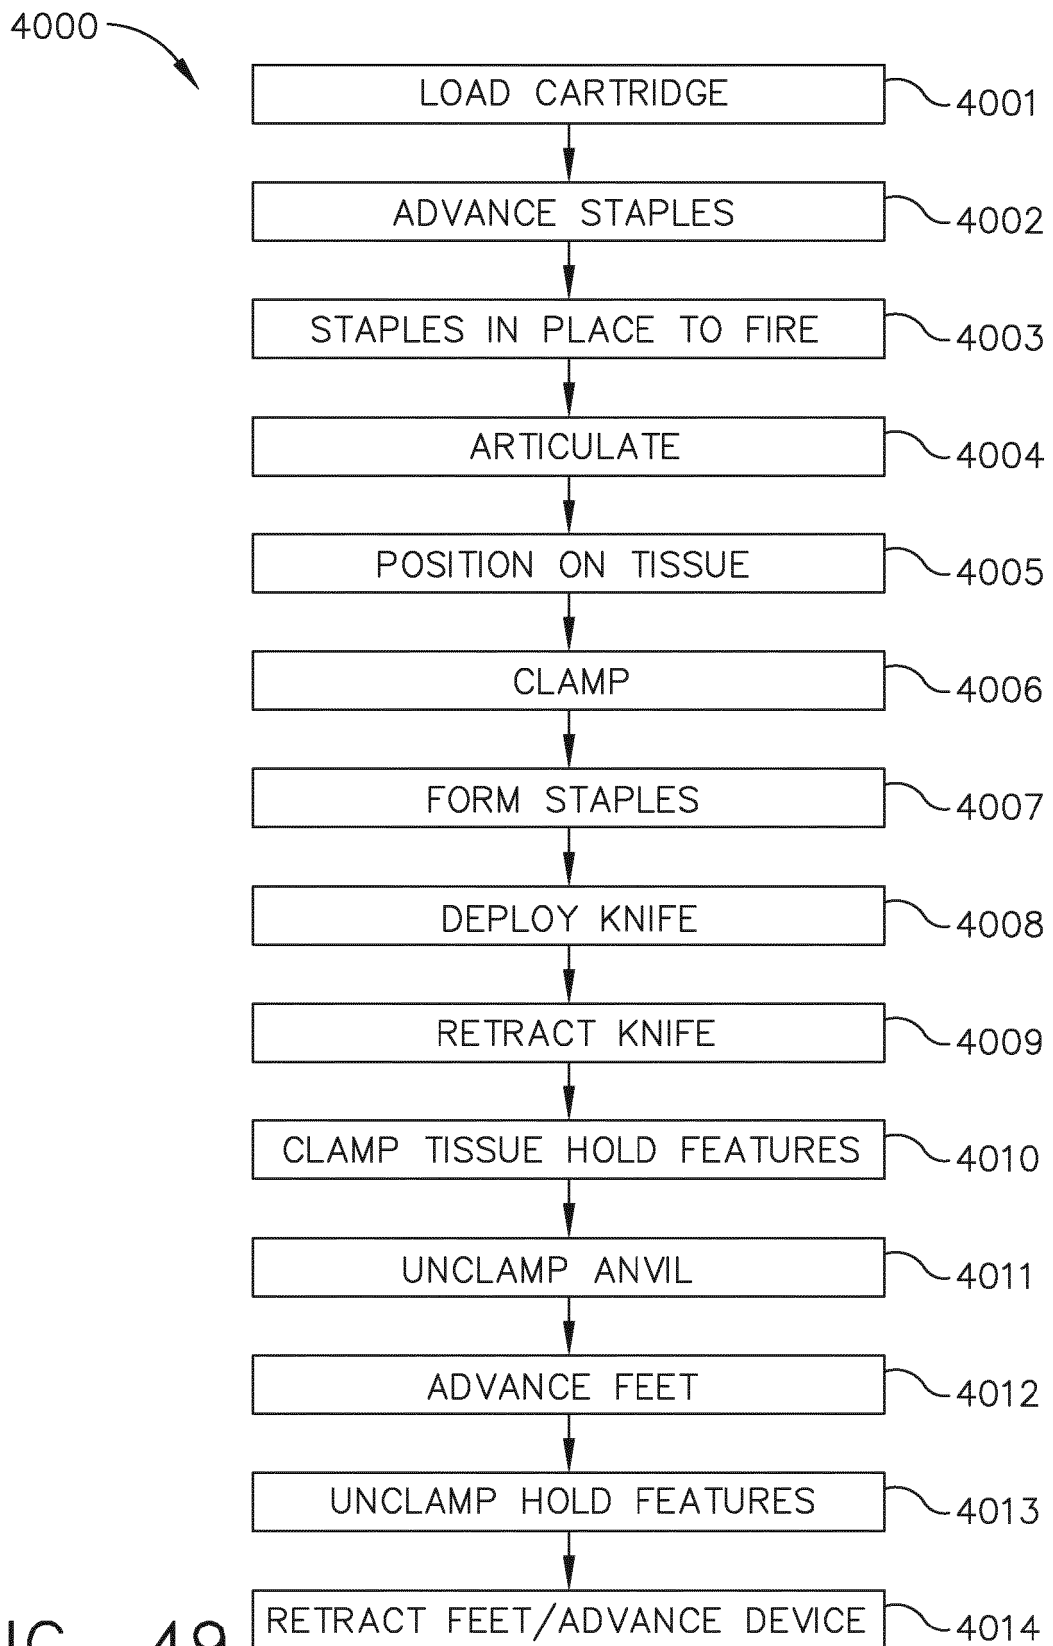 4000
LOAD CARTRIDGE 4001
ADVANCE STAPLES 4002
STAPLES IN PLACE TO FIRE 4003
ARTICULATE 4004
POSITION ON TISSUE 4005
CLAMP 4006
FORM STAPLES 4007
DEPLOY KNIFE 4008
RETRACT KNIFE 4009
CLAMP TISSUE HOLD FEATURES 4010
UNCLAMP ANVIL 4011
ADVANCE FEET 4012
UNCLAMP HOLD FEATURES 4013
RETRACT FEET/ADVANCE DEVICE 4014